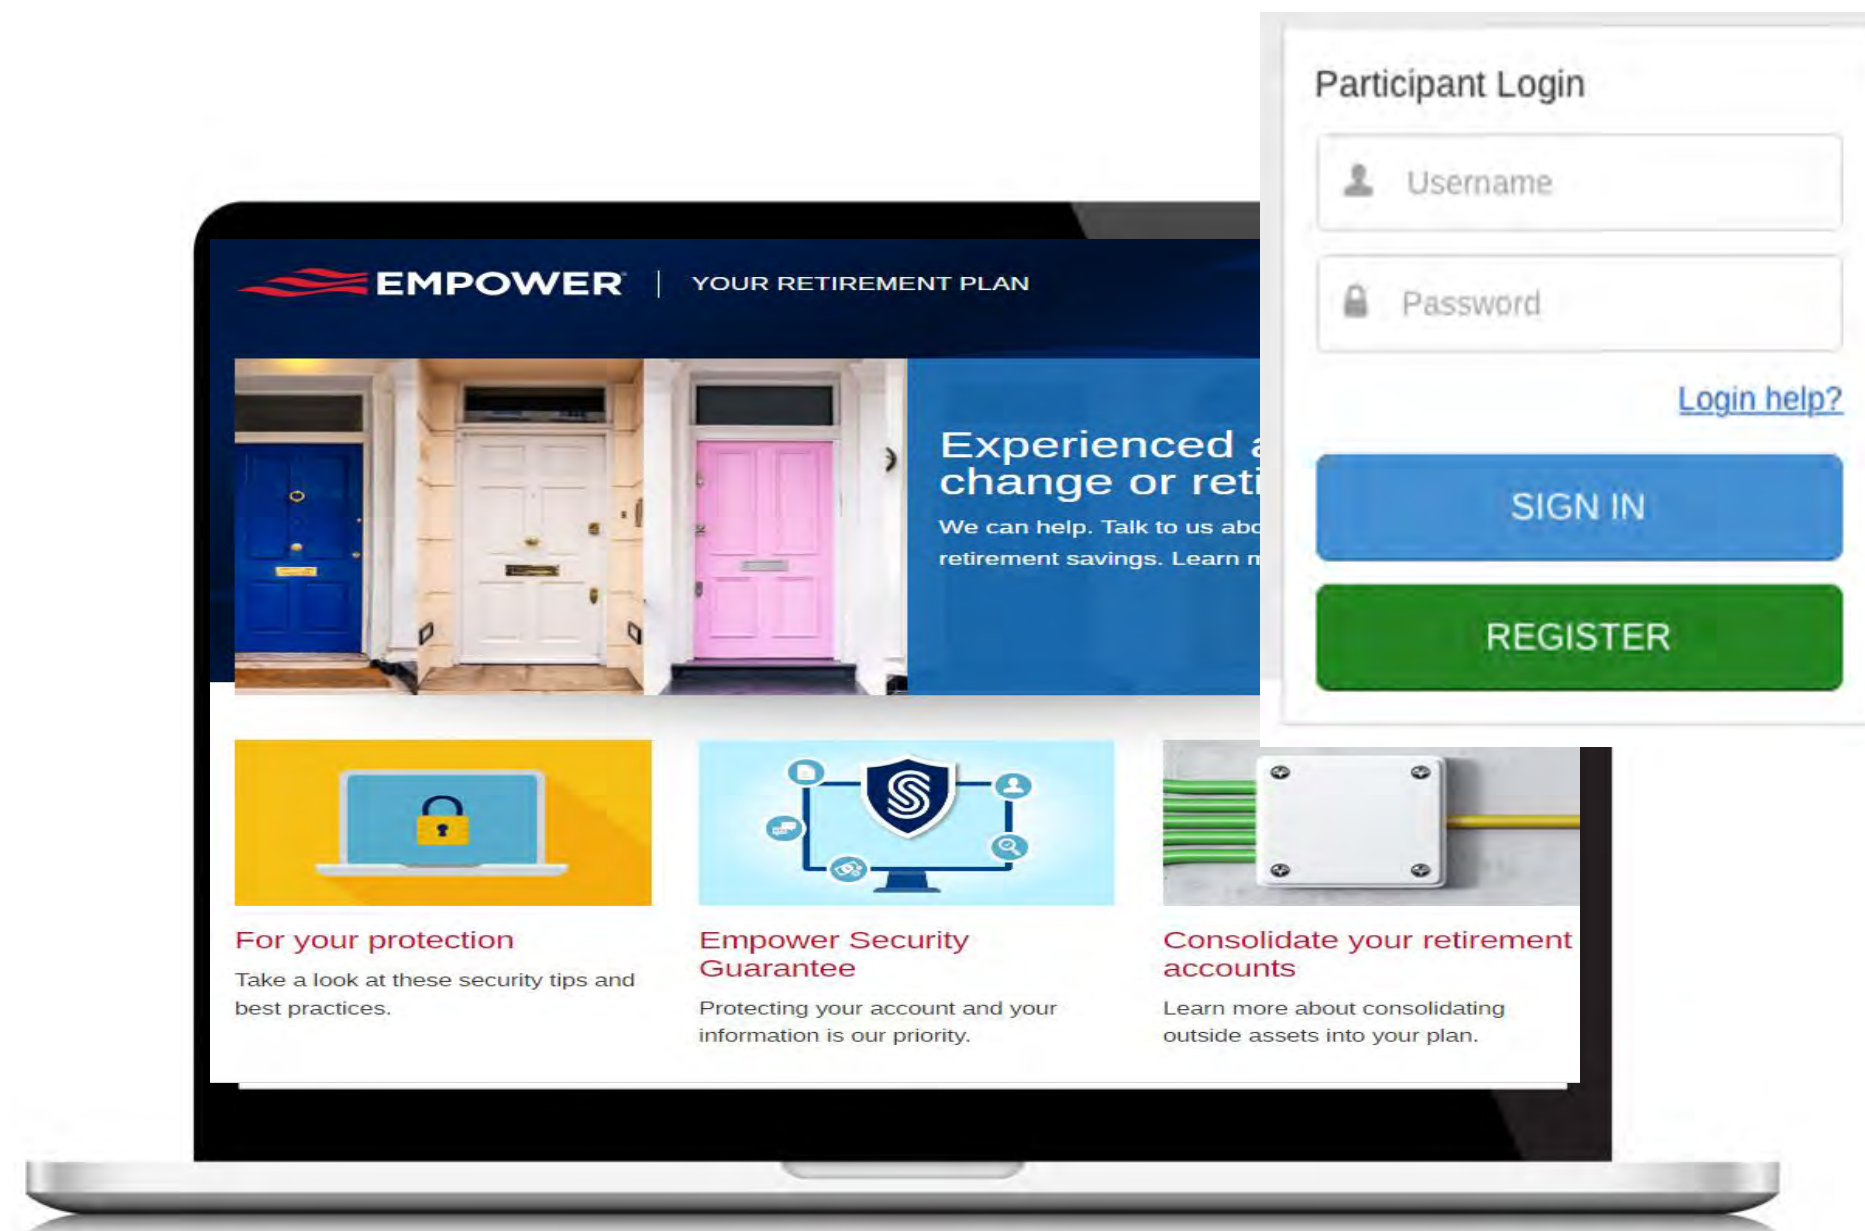 Participant Login
Username
Password
Login help?
SIGN IN
REGISTER
EMPOWER
YOUR RETIREMENT PLAN
Experienced
change or
We can help. Talk to us
retirement savings. Learn
For your protection
Take a look at these security tips and
best practices.
Empower Security
Guarantee
Protecting your account and your
information is our priority.
Consolidate your retirement
accounts
Learn more about consolidating
outside assets into your plan.